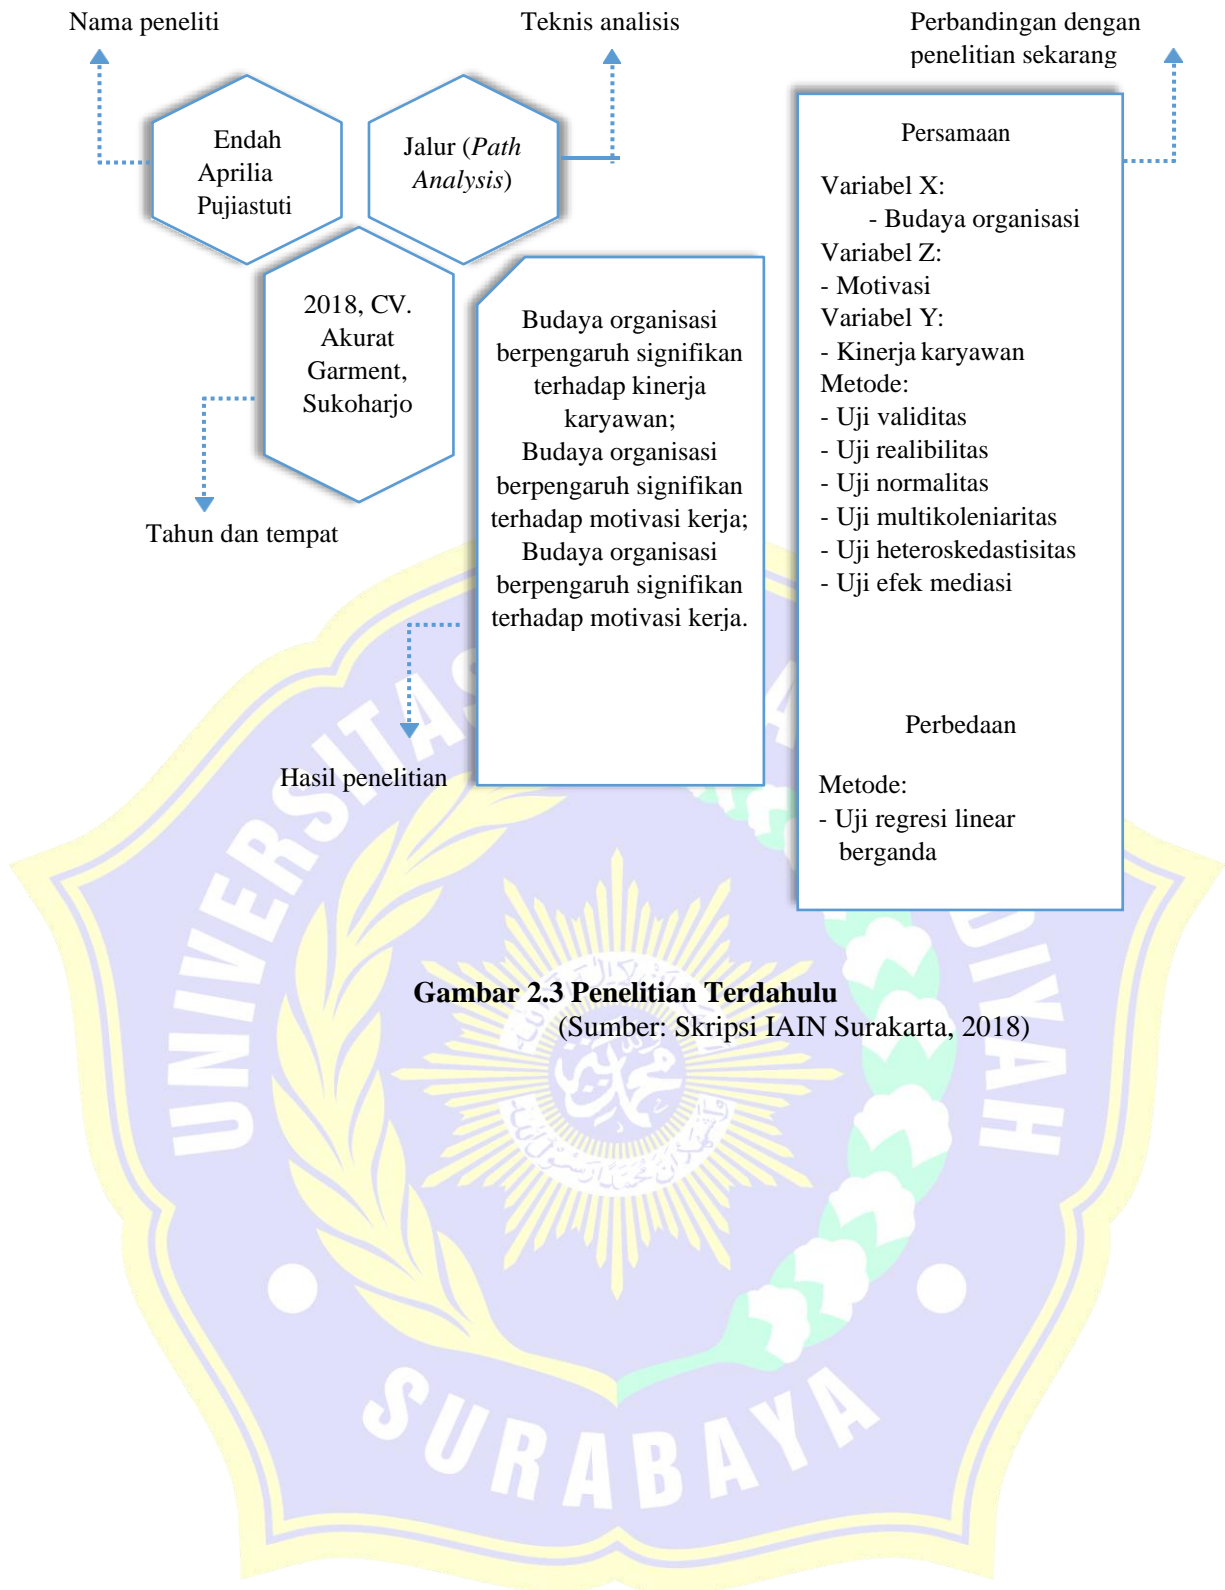 Nama peneliti
Teknis analisis
Perbandingan dengan
penelitian sekarang
Endah
Aprilia
Pujiastuti
Jalur (Path
Analysis)
2018, CV.
Akurat
Garment,
Sukoharjo
Tahun dan tempat
Budaya organisasi
berpengaruh signifikan
terhadap kinerja
karyawan;
Budaya organisasi
berpengaruh signifikan
terhadap motivasi kerja;
Budaya organisasi
berpengaruh signifikan
terhadap motivasi kerja.
Hasil penelitian
Persamaan
Variabel X:
- Budaya organisasi
Variabel Z:
- Motivasi
Variabel Y:
- Kinerja karyawan
Metode:
- Uji validitas
- Uji realibilitas
- Uji normalitas
- Uji multikoleniaritas
- Uji heteroskedastisitas
- Uji efek mediasi
Perbedaan
Metode:
- Uji regresi linear
berganda
Gambar 2.3 Penelitian Terdahulu
(Sumber: Skripsi IAIN Surakarta, 2018)
SURABAYA